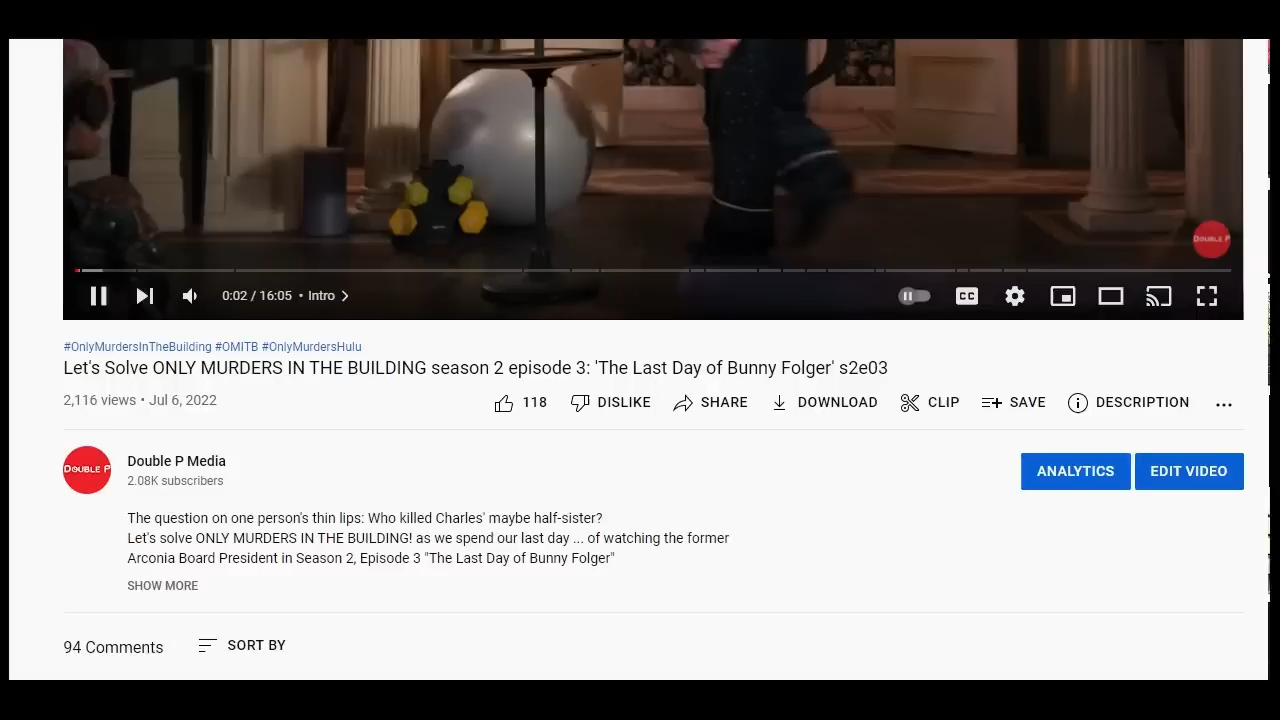 DOUBLE P
0:02 / 16:05 • Intro
CC
#OnlyMurdersInTheBuilding #OMITB #OnlyMurdersHulu
Let's Solve ONLY MURDERS IN THE BUILDING season 2 episode 3: 'The Last Day of Bunny Folger' s2e03
2,116 views • Jul 6, 2022
118 DISLIKE SHARE DOWNLOAD CLIP SAVE DESCRIPTION ...
DOUBLE P
Double P Media
2.08K subscribers
ANALYTICS
EDIT VIDEO
The question on one person's thin lips: Who killed Charles' maybe half-sister?
Let's solve ONLY MURDERS IN THE BUILDING! as we spend our last day ... of watching the former
Arconia Board President in Season 2, Episode 3 "The Last Day of Bunny Folger"
SHOW MORE
94 Comments SORT BY